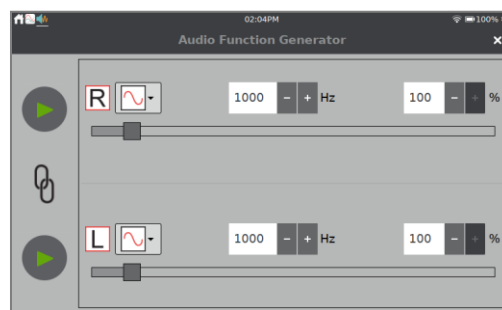 02:04PM 100%
Audio Function Generator ×
R 1000 - + Hz 100 - + %
L 1000 - + Hz 100 - + %